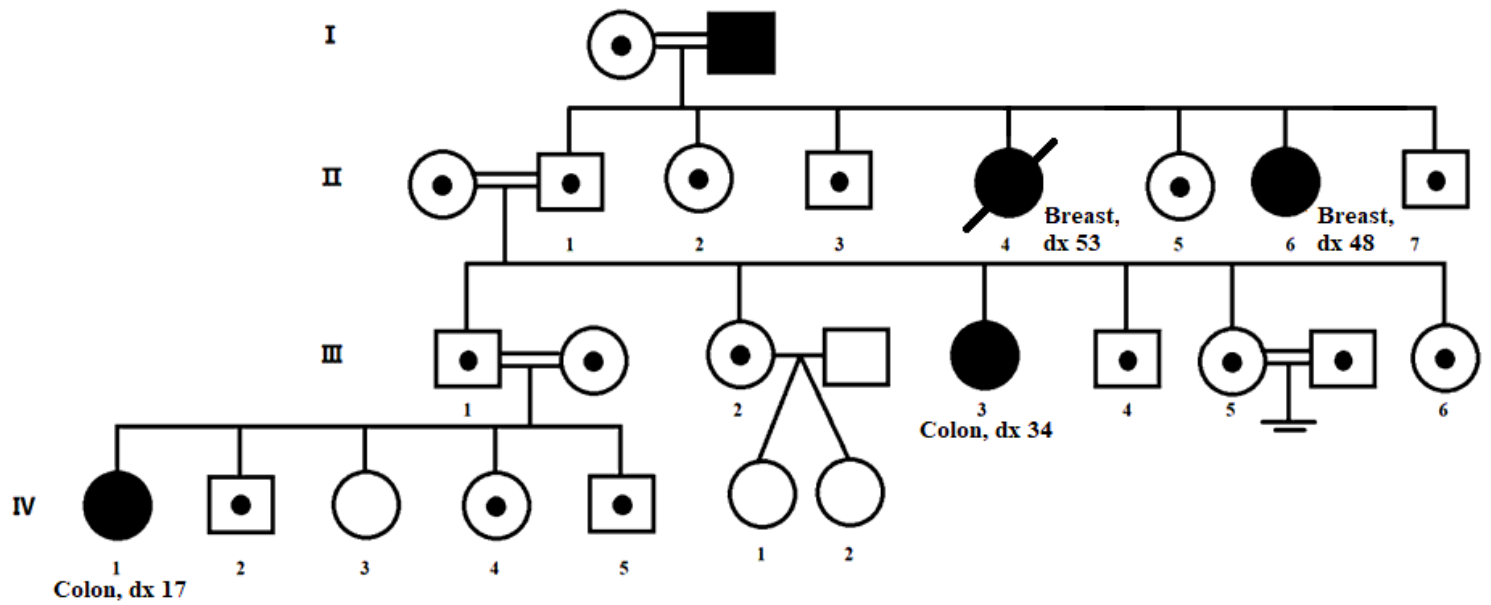 I
II
1 2 3 4 5 6 7
Breast,
dx 53
Breast,
dx 48
III
1 2 3 4 5 6
Colon, dx 34
IV
1 2 3 4 5 1 2
Colon, dx 17